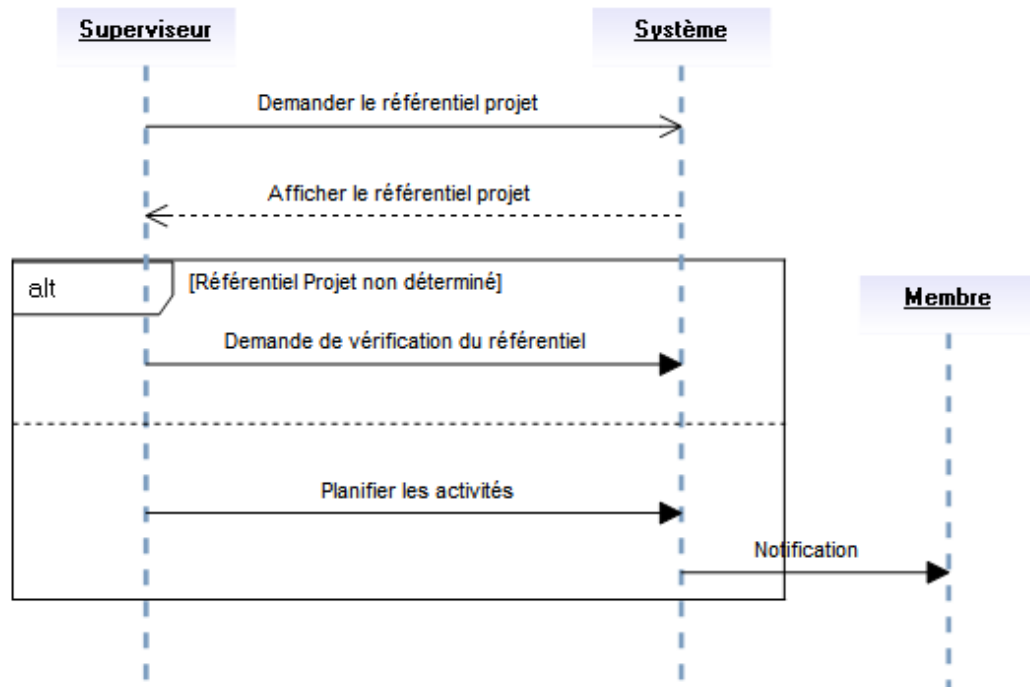 Superviseur
Système
Demander le référentiel projet
Afficher le référentiel projet
alt
[Référentiel Projet non déterminé]
Membre
Demande de vérification du référentiel
Planifier les activités
Notification